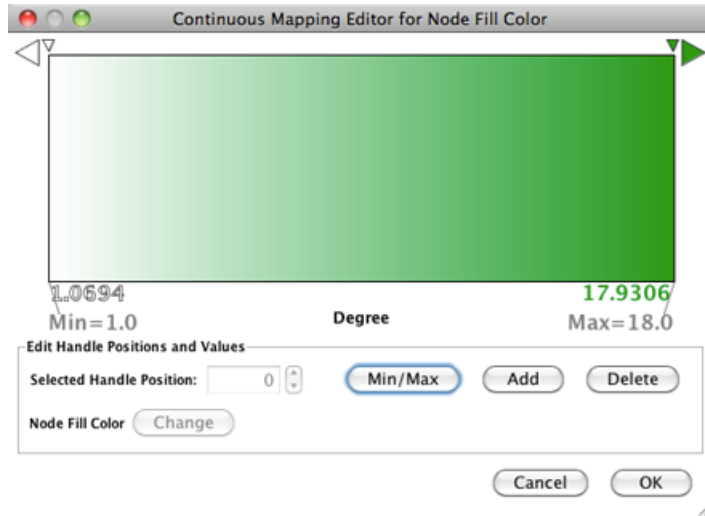 Continuous Mapping Editor for Node Fill Color
1.0694 17.9306
Min=1.0 Degree Max=18.0
Edit Handle Positions and Values
Selected Handle Position: 0 Min/Max Add Delete
Node Fill Color Change
Cancel OK